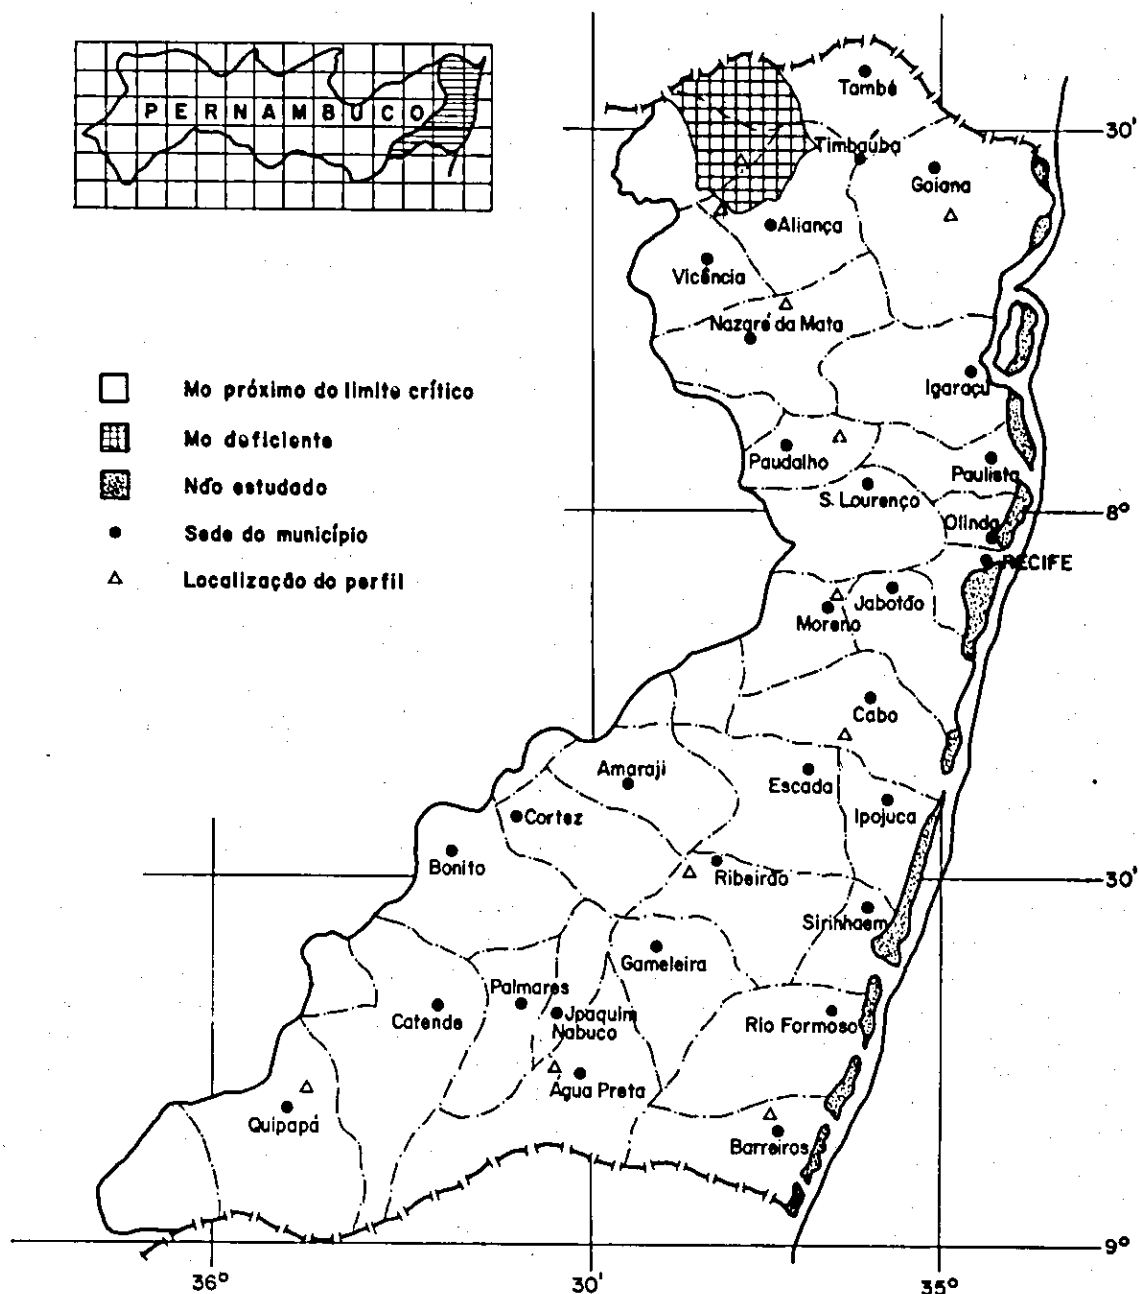 PERNAMBUCO
També
30'
Timbaúba
Goiana
Aliança
Vicência
Nazaré da Mata
Igaraçu
Mo próximo do limite crítico
Mo deficiente
Não estudado
Sede do município
Localização do perfil
Paudalho
Paulista
S. Lourenço
Olinda
8°
RECIFE
Jabotão
Moreno
Cabo
Amaraji
Escada
Cortez
Ipojuca
Bonito
Ribeirão
30'
Sirinhaem
Gameleira
Palmares
Catende
Joaquim
Nabuco
Rio Formoso
Água Preta
Quipapá
Barreiros
9°
36°
30'
35°